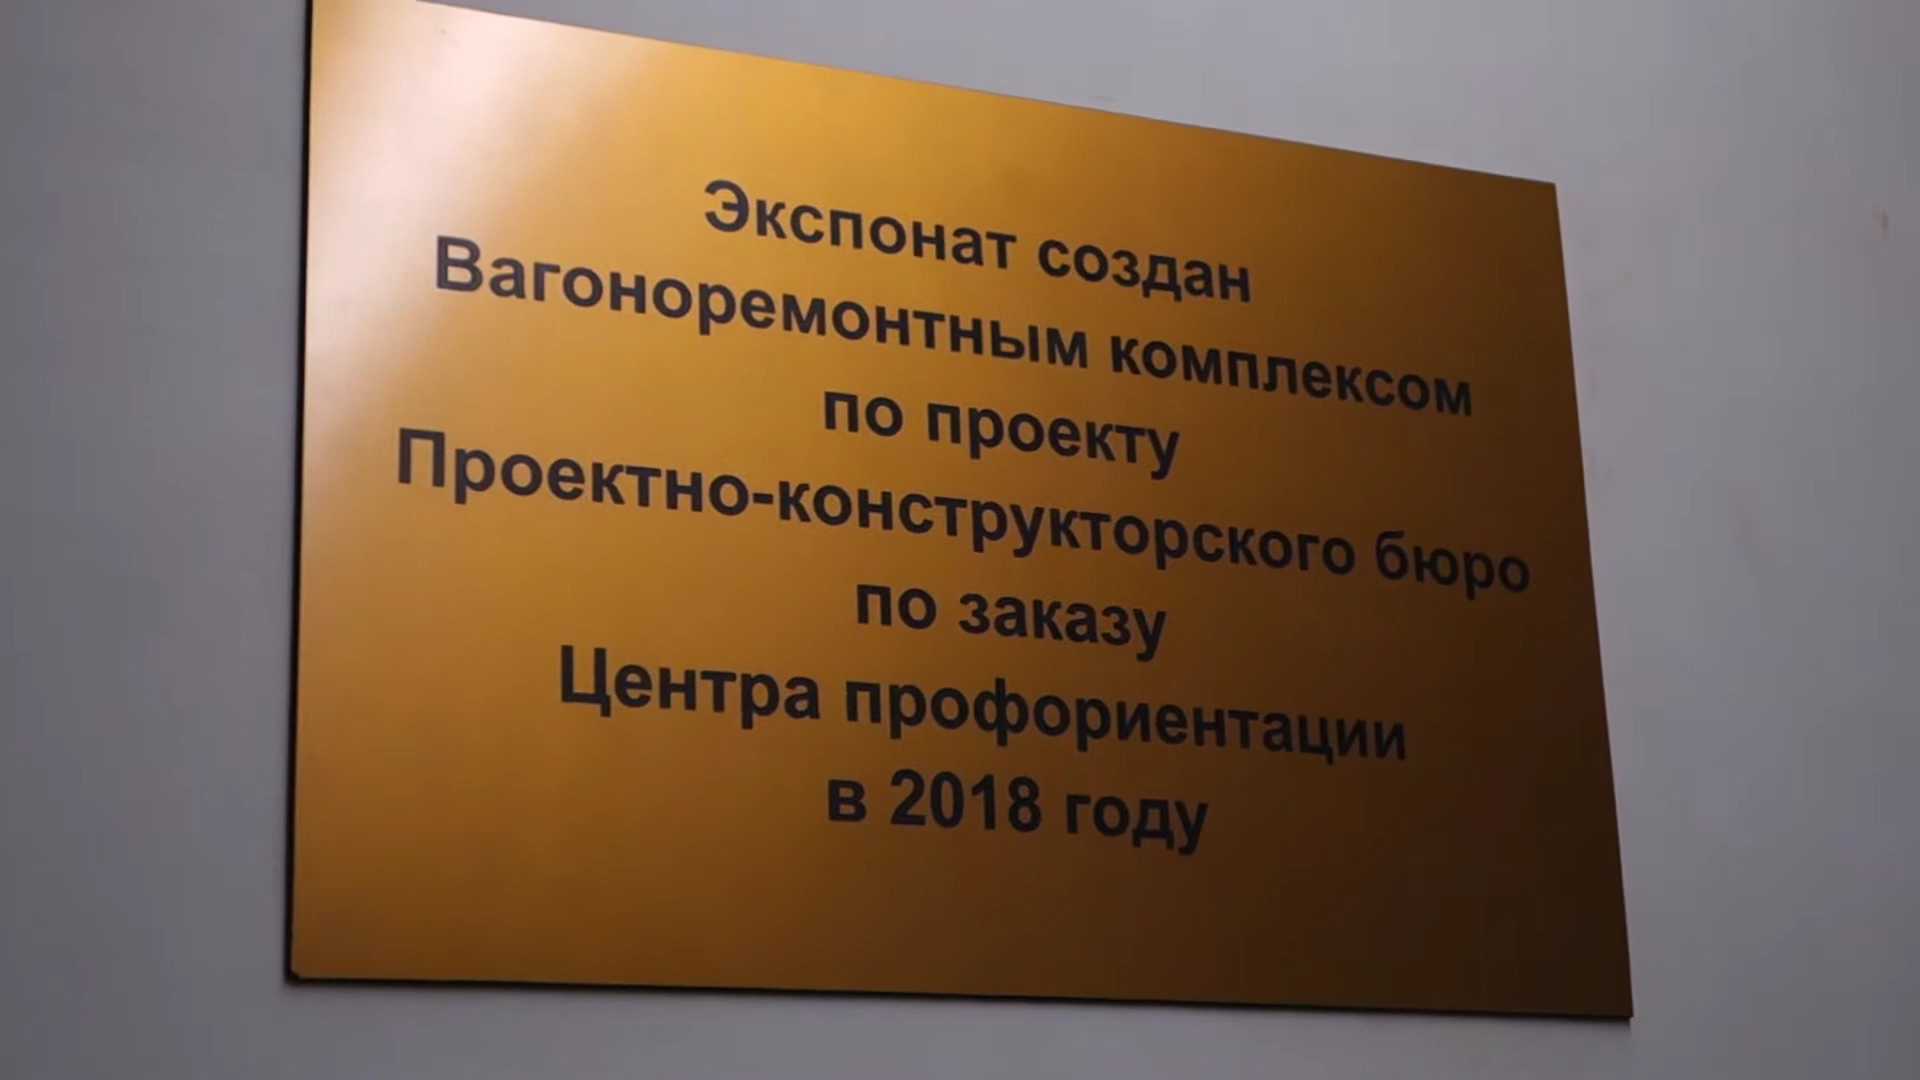 Экспонат создан
Вагоноремонтным комплексом
по проекту
Проектно-конструкторского бюро
по заказу
Центра профориентации
в 2018 году